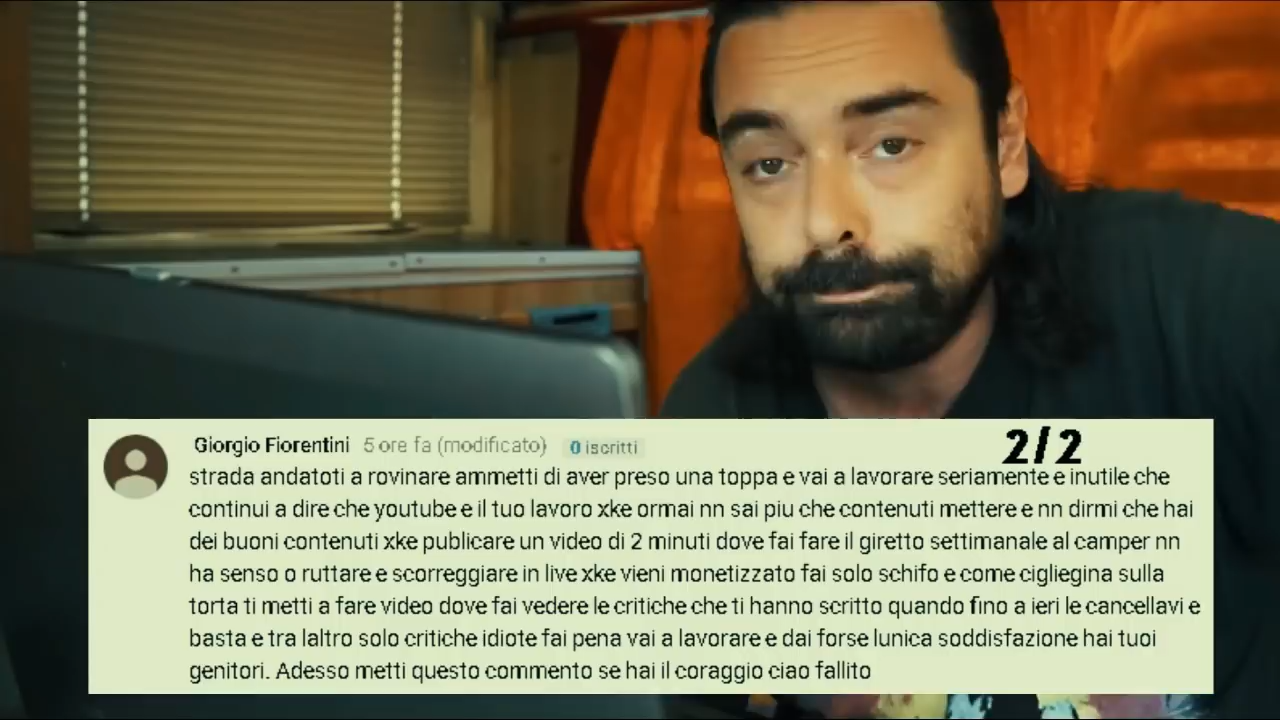 Giorgio Fiorentini 5 ore fa (modificato) 0 iscritti
2/2
strada andatoti a rovinare ammetti di aver preso una toppa e vai a lavorare seriamente e inutile che
continui a dire che youtube e il tuo lavoro xke ormai nn sai piu che contenuti mettere e nn dirmi che hai
dei buoni contenuti xke publicare un video di 2 minuti dove fai fare il giretto settimanale al camper nn
ha senso o ruttare e scorreggiare in live xke vieni monetizzato fai solo schifo e come cigliegina sulla
torta ti metti a fare video dove fai vedere le critiche che ti hanno scritto quando fino a ieri le cancellavi e
basta e tra laltro solo critiche idiote fai pena vai a lavorare e dai forse lunica soddisfazione hai tuoi
genitori. Adesso metti questo commento se hai il coraggio ciao fallito